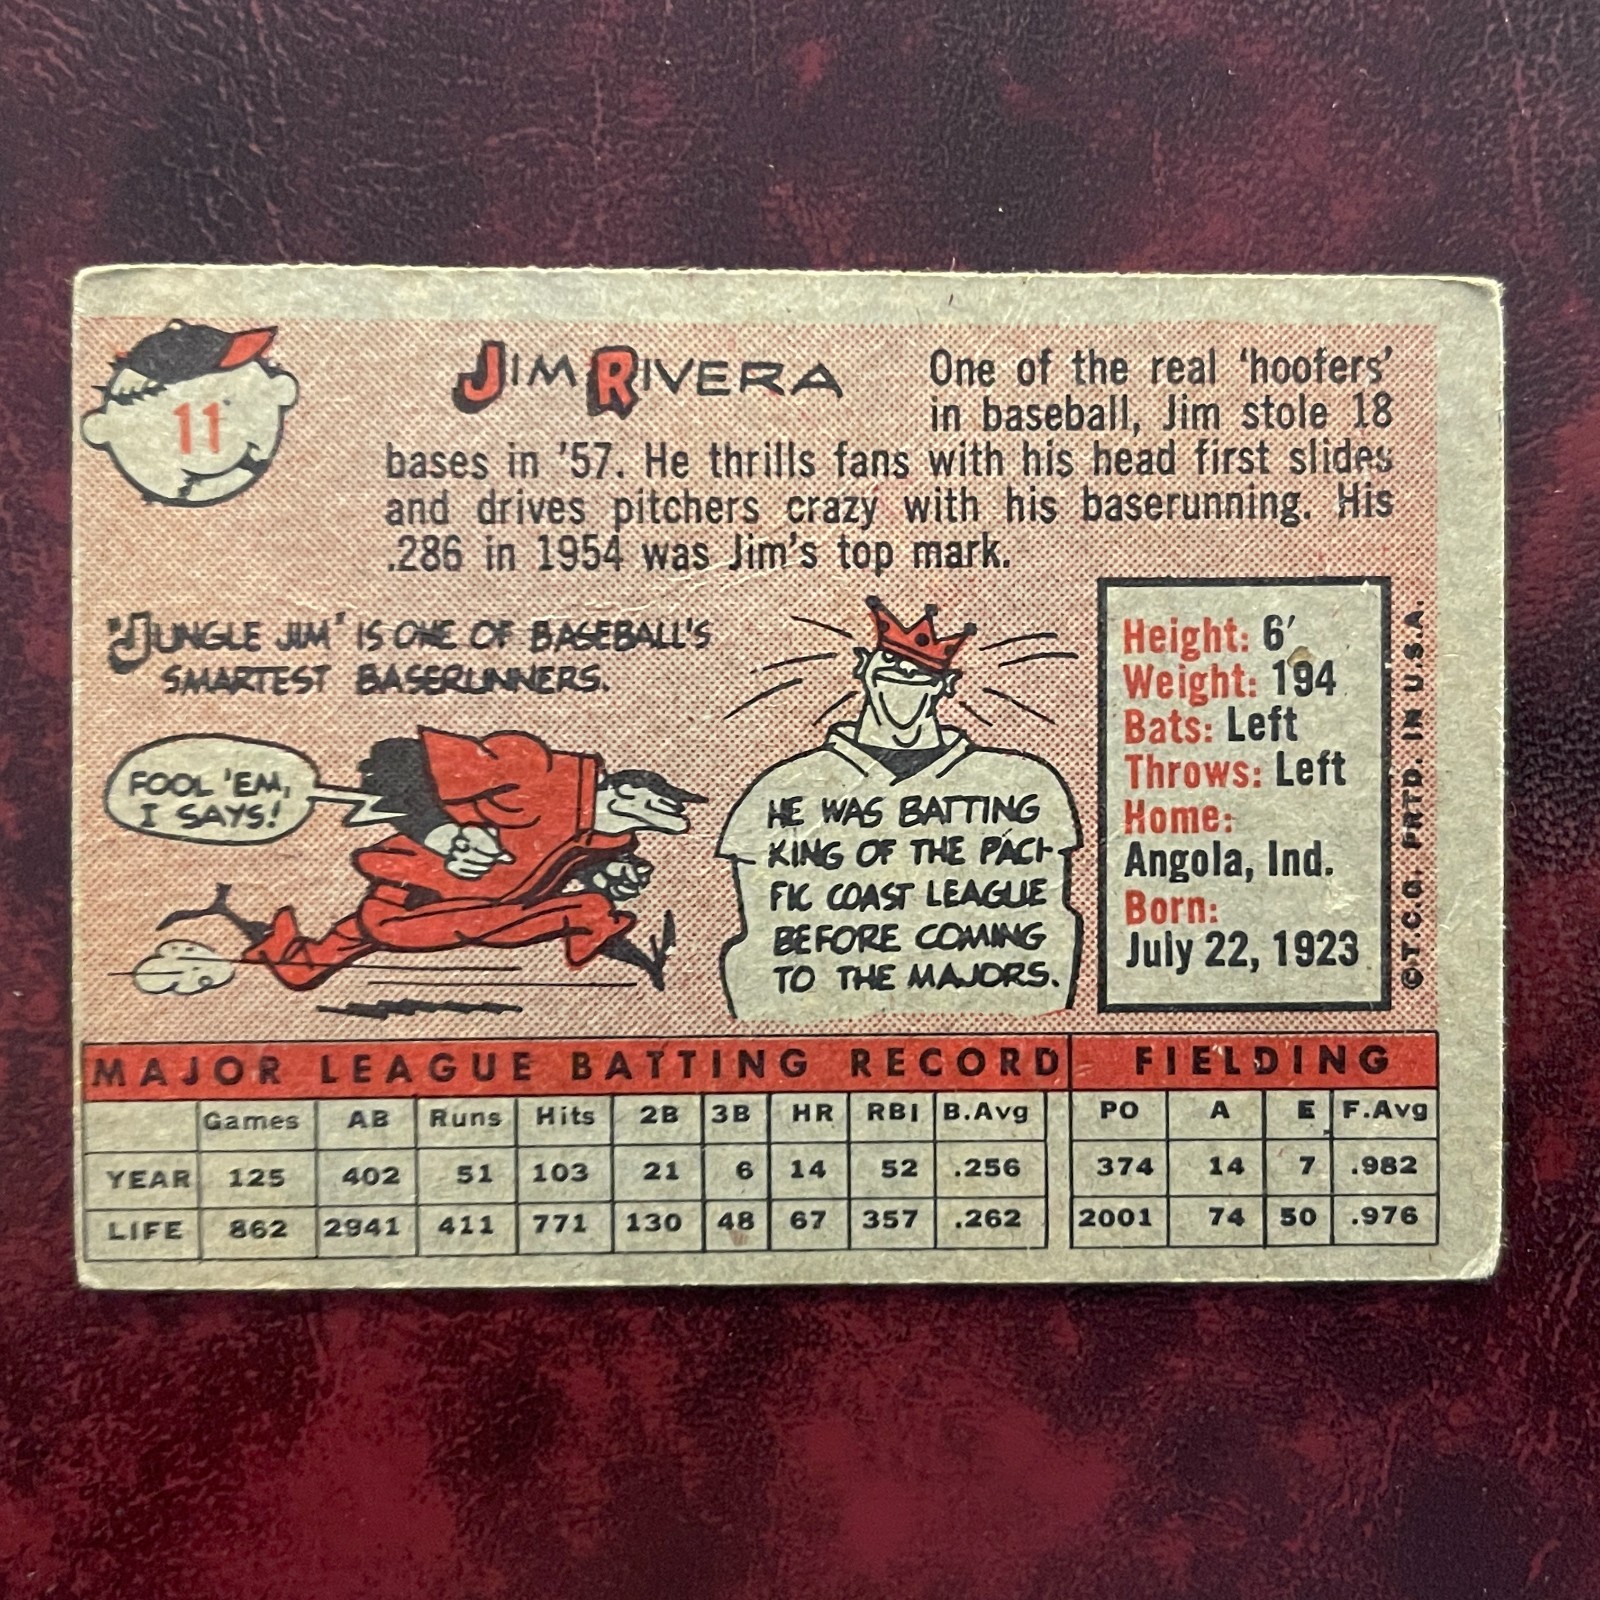 11
JIM RIVERA
One of the real 'hoofers'
in baseball, Jim stole 18
bases in '57. He thrills fans with his head first slides
and drives pitchers crazy with his baserunning. His
.286 in 1954 was Jim's top mark.
"JUNGLE JIM" IS ONE OF BASEBALL'S
SMARTEST BASERUNNERS.
FOOL 'EM,
I SAYS!
HE WAS BATTING
KING OF THE PACI-
FIC COAST LEAGUE
BEFORE COMING
TO THE MAJORS.
Height: 6'
Weight: 194
Bats: Left
Throws: Left
Home:
Angola, Ind.
Born:
July 22, 1923
©T.C.G. PRTD. IN U.S.A.
MAJOR LEAGUE BATTING RECORD FIELDING
Games AB Runs Hits 2B 3B HR RBI B.Avg PO A E F.Avg
YEAR 125 402 51 103 21 6 14 52 .256 374 14 7 .982
LIFE 862 2941 411 771 130 48 67 357 .262 2001 74 50 .976